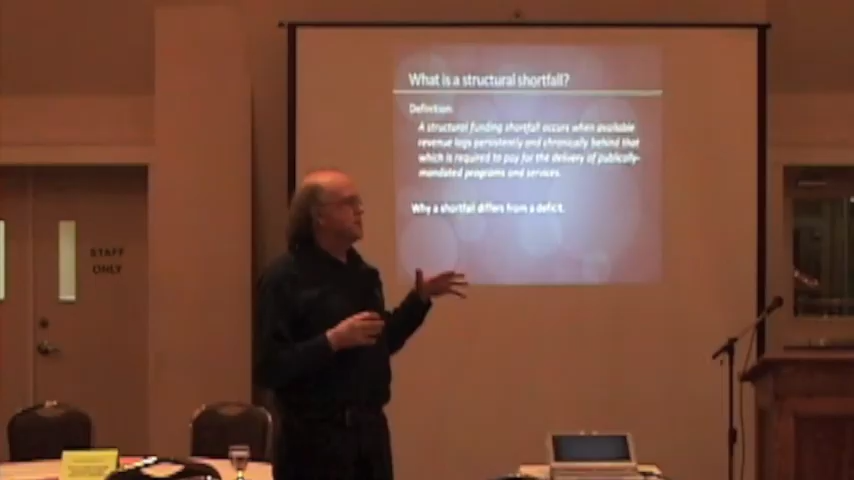 What is a structural shortfall?
Definition
A structural funding shortfall occurs when available
revenue lags persistently and chronically behind that
which is required to pay for the delivery of publically-
mandated programs and services.
Why a shortfall differs from a deficit.
STAFF
ONLY